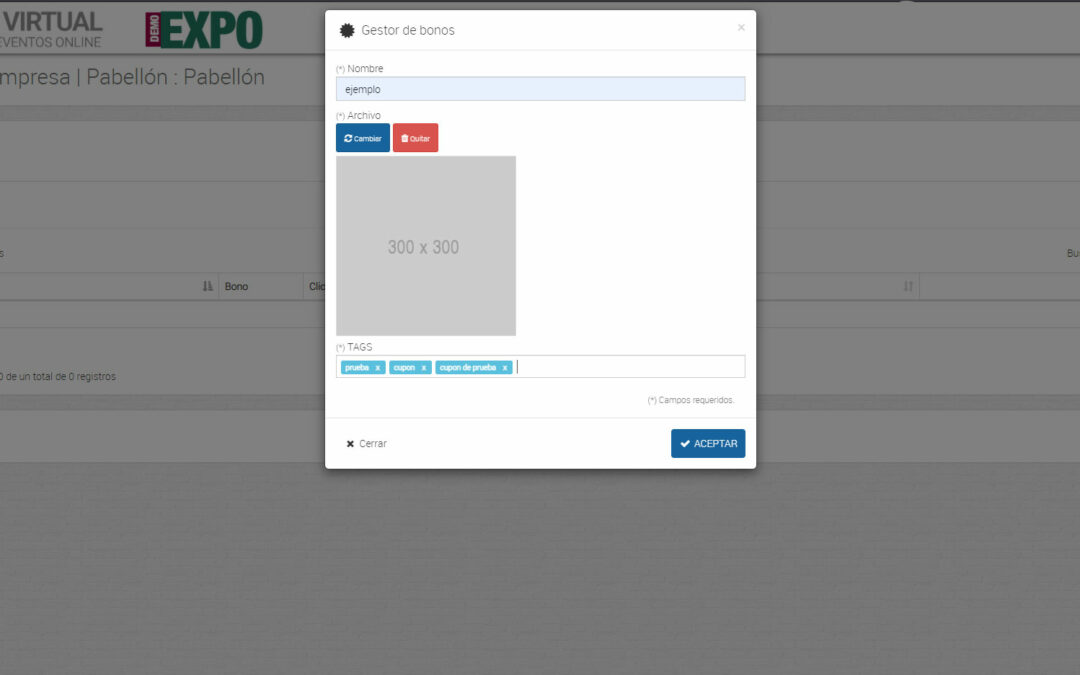 VIRTUAL
EVENTOS ONLINE
DEMO
EXPO
mpresa | Pabellón : Pabellón
Gestor de bonos
×
(*) Nombre
ejemplo
(*) Archivo
Cambiar
Quitar
300 x 300
(*) TAGS
prueba x cupon x cupon de prueba x
(*) Campos requeridos.
Cerrar
ACEPTAR
s
Bu
Bono
Clic
0 de un total de 0 registros